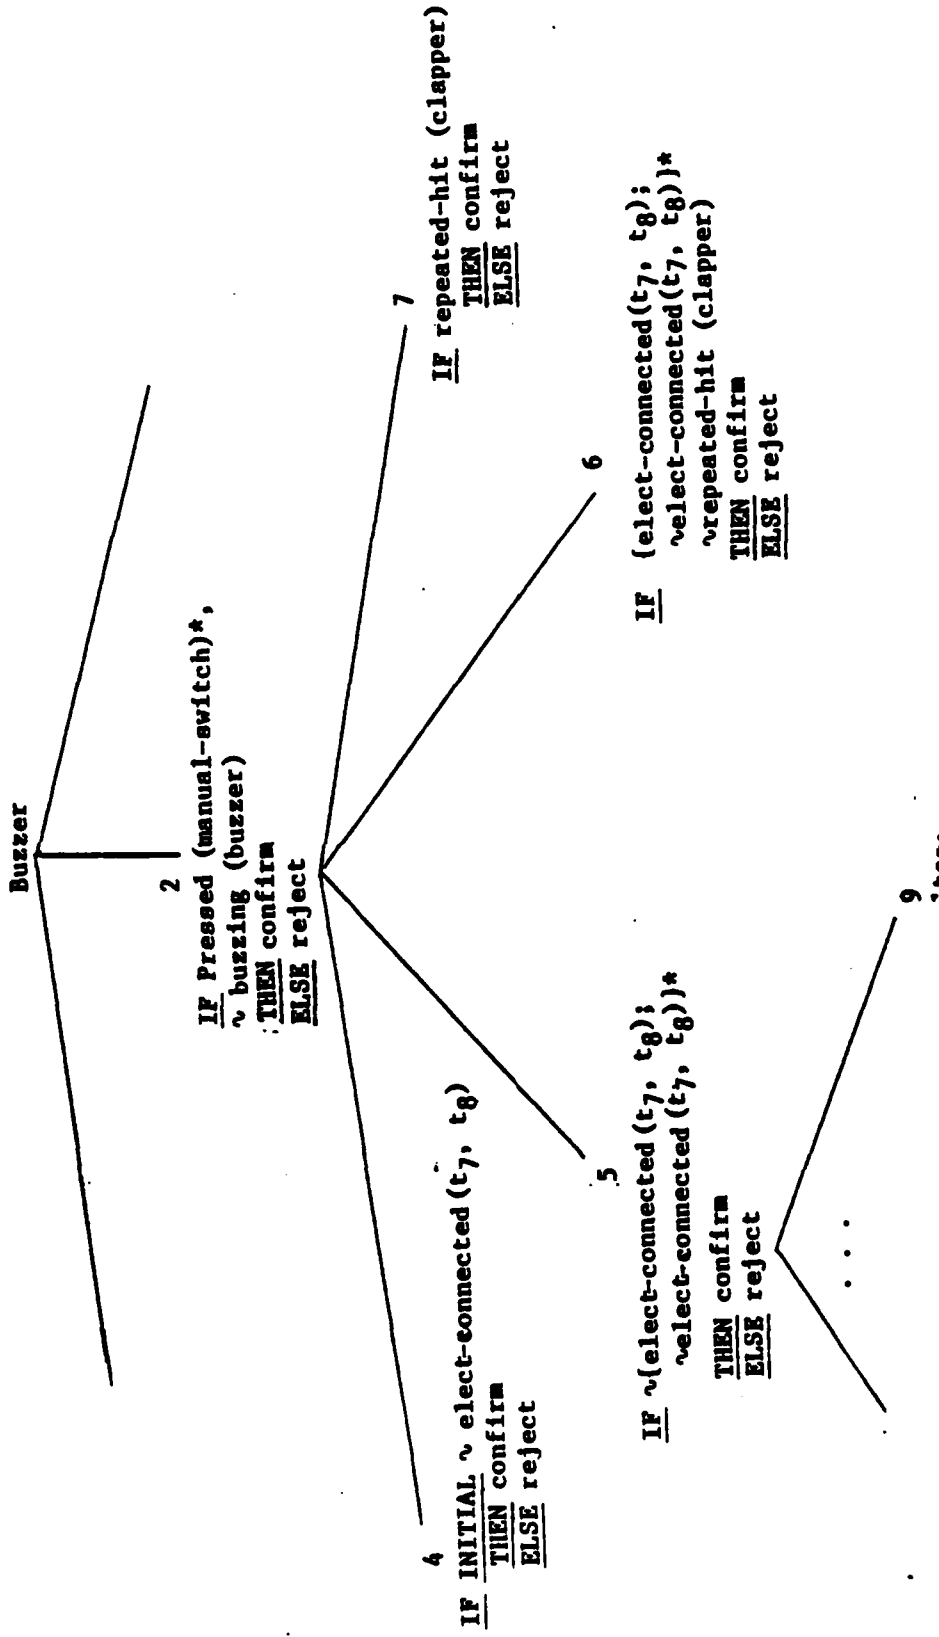 Buzzer
2
IF Pressed (manual-switch)*,
~ buzzing (buzzer)
THEN confirm
ELSE reject
4
IF INITIAL ~ elect-connected(t7, t8)
THEN confirm
ELSE reject
5
IF ~{elect-connected(t7, t8);
~elect-connected(t7, t8)}*
THEN confirm
ELSE reject
6
IF {elect-connected(t7, t8);
~elect-connected(t7, t8)}*
~repeated-hit (clapper)
THEN confirm
ELSE reject
7
IF repeated-hit (clapper)
THEN confirm
ELSE reject
. . .
9